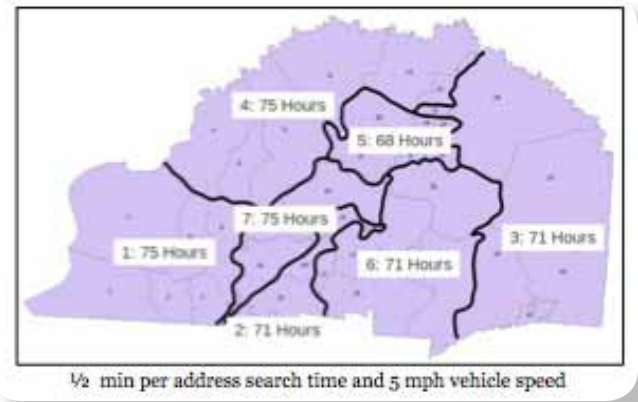 4: 75 Hours
5: 68 Hours
7: 75 Hours
3: 71 Hours
1: 75 Hours
6: 71 Hours
2: 71 Hours
½ min per address search time and 5 mph vehicle speed